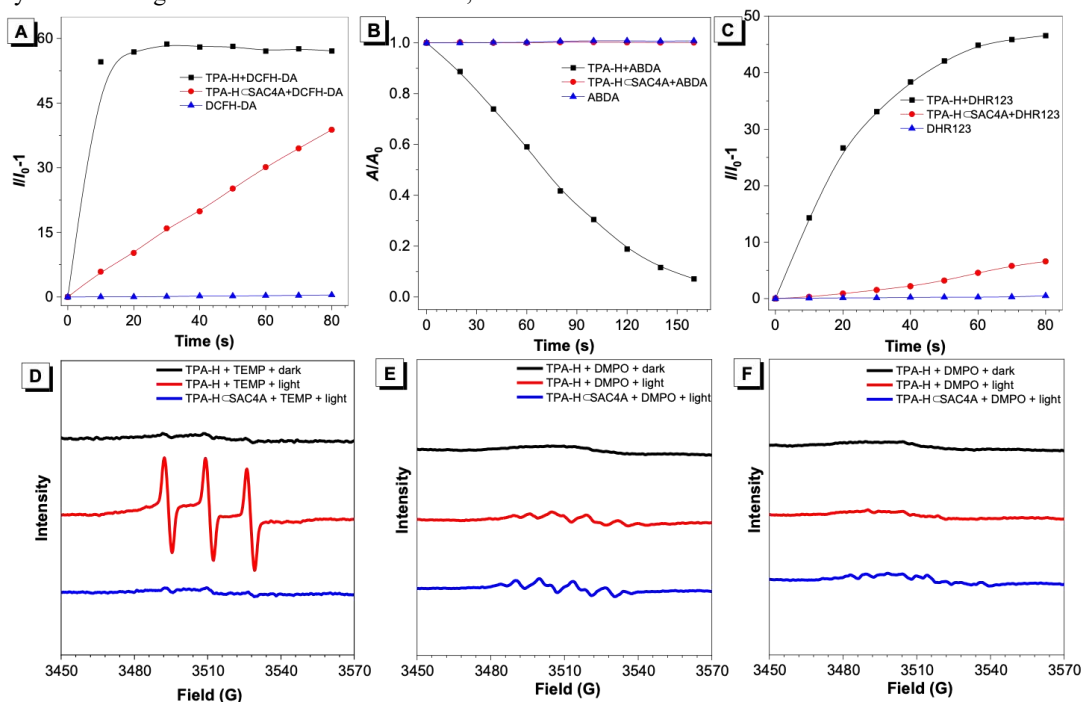 A
I/I₀-1
60
45
30
15
0
TPA-H+DCFH-DA
TPA-H⊂SAC4A+DCFH-DA
DCFH-DA
0 20 40 60 80
Time (s)
B
A/A₀
1.0
0.8
0.6
0.4
0.2
0.0
TPA-H+ABDA
TPA-H⊂SAC4A+ABDA
ABDA
0 30 60 90 120 150
Time (s)
C
I/I₀-1
50
40
30
20
10
0
TPA-H+DHR123
TPA-H⊂SAC4A+DHR123
DHR123
0 20 40 60 80
Time (s)
D
TPA-H + TEMP + dark
TPA-H + TEMP + light
TPA-H⊂SAC4A + TEMP + light
Intensity
3450 3480 3510 3540 3570
Field (G)
E
TPA-H + DMPO + dark
TPA-H + DMPO + light
TPA-H⊂SAC4A + DMPO + light
Intensity
3450 3480 3510 3540 3570
Field (G)
F
TPA-H + DMPO + dark
TPA-H + DMPO + light
TPA-H⊂SAC4A + DMPO + light
Intensity
3450 3480 3510 3540 3570
Field (G)